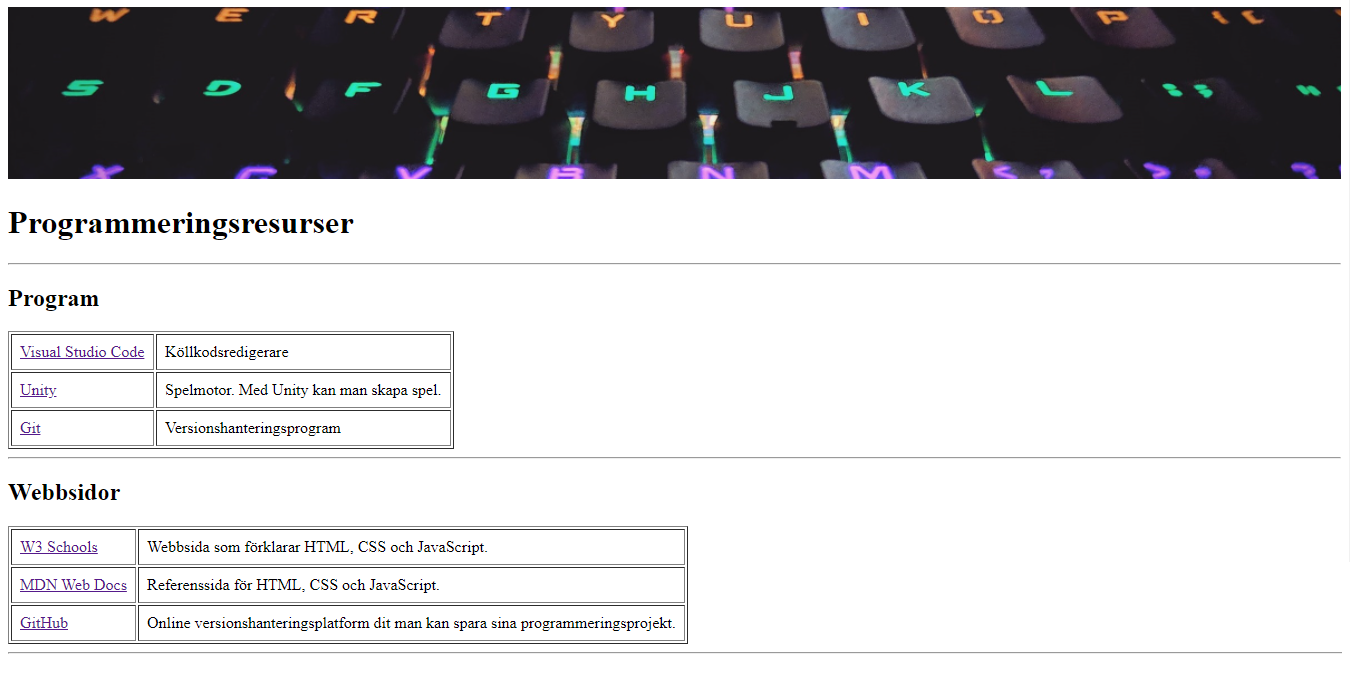 W E R T Y U I O P { [
S D F G H J K L : ;
X C V B N M < , > .
Programmeringsresurser
Program
Visual Studio Code Köllkodsredigerare
Unity Spelmotor. Med Unity kan man skapa spel.
Git Versionshanteringsprogram
Webbsidor
W3 Schools Webbsida som förklarar HTML, CSS och JavaScript.
MDN Web Docs Referenssida för HTML, CSS och JavaScript.
GitHub Online versionshanteringsplatform dit man kan spara sina programmeringsprojekt.